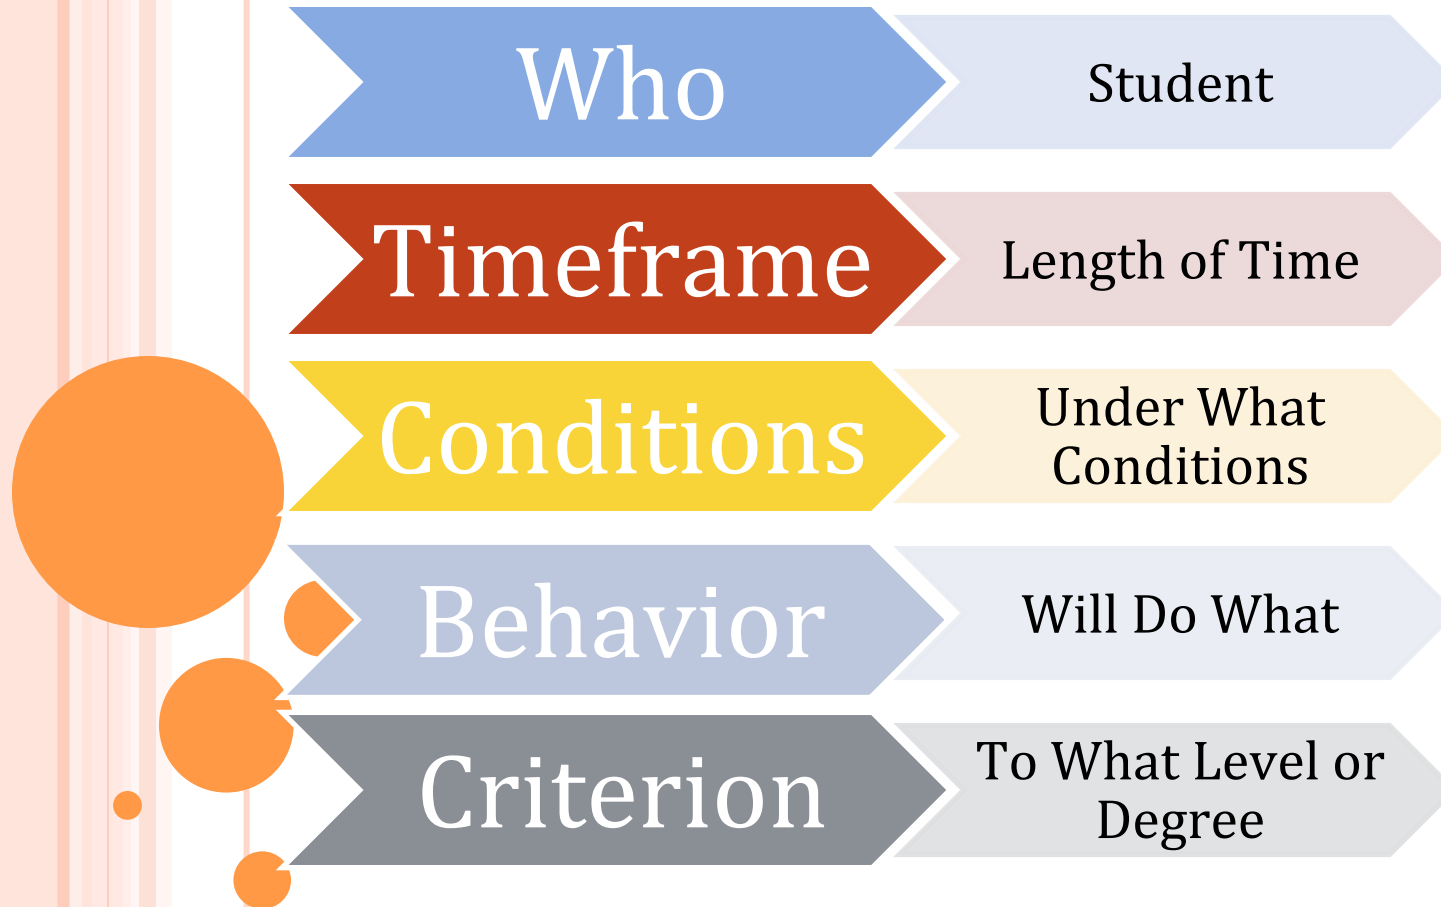 Who
Student
Timeframe
Length of Time
Conditions
Under What
Conditions
Behavior
Will Do What
Criterion
To What Level or
Degree